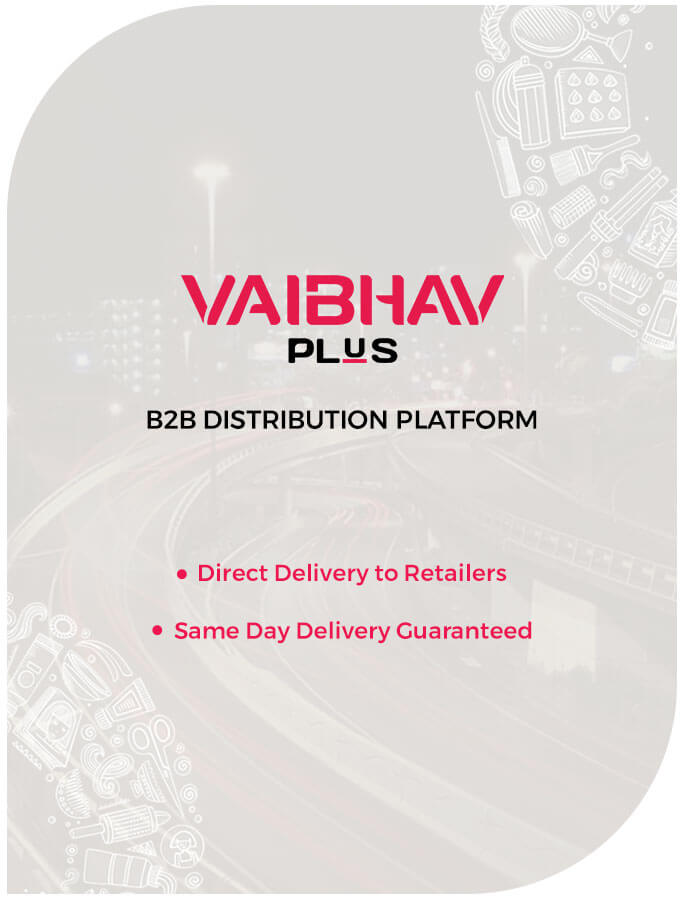 VAIBHAV
PLUS
B2B DISTRIBUTION PLATFORM
• Direct Delivery to Retailers
• Same Day Delivery Guaranteed